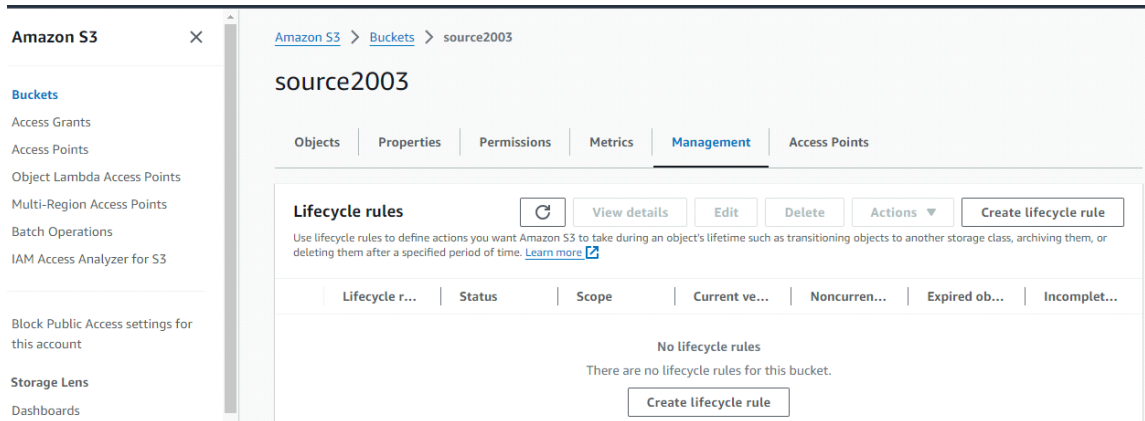 Amazon S3
Buckets
Access Grants
Access Points
Object Lambda Access Points
Multi-Region Access Points
Batch Operations
IAM Access Analyzer for S3
Block Public Access settings for
this account
Storage Lens
Dashboards
Amazon S3 > Buckets > source2003
source2003
Objects Properties Permissions Metrics Management Access Points
Lifecycle rules View details Edit Delete Actions Create lifecycle rule
Use lifecycle rules to define actions you want Amazon S3 to take during an object's lifetime such as transitioning objects to another storage class, archiving them, or
deleting them after a specified period of time. Learn more
Lifecycle r... Status Scope Current ve... Noncurren... Expired ob... Incomplet...
No lifecycle rules
There are no lifecycle rules for this bucket.
Create lifecycle rule